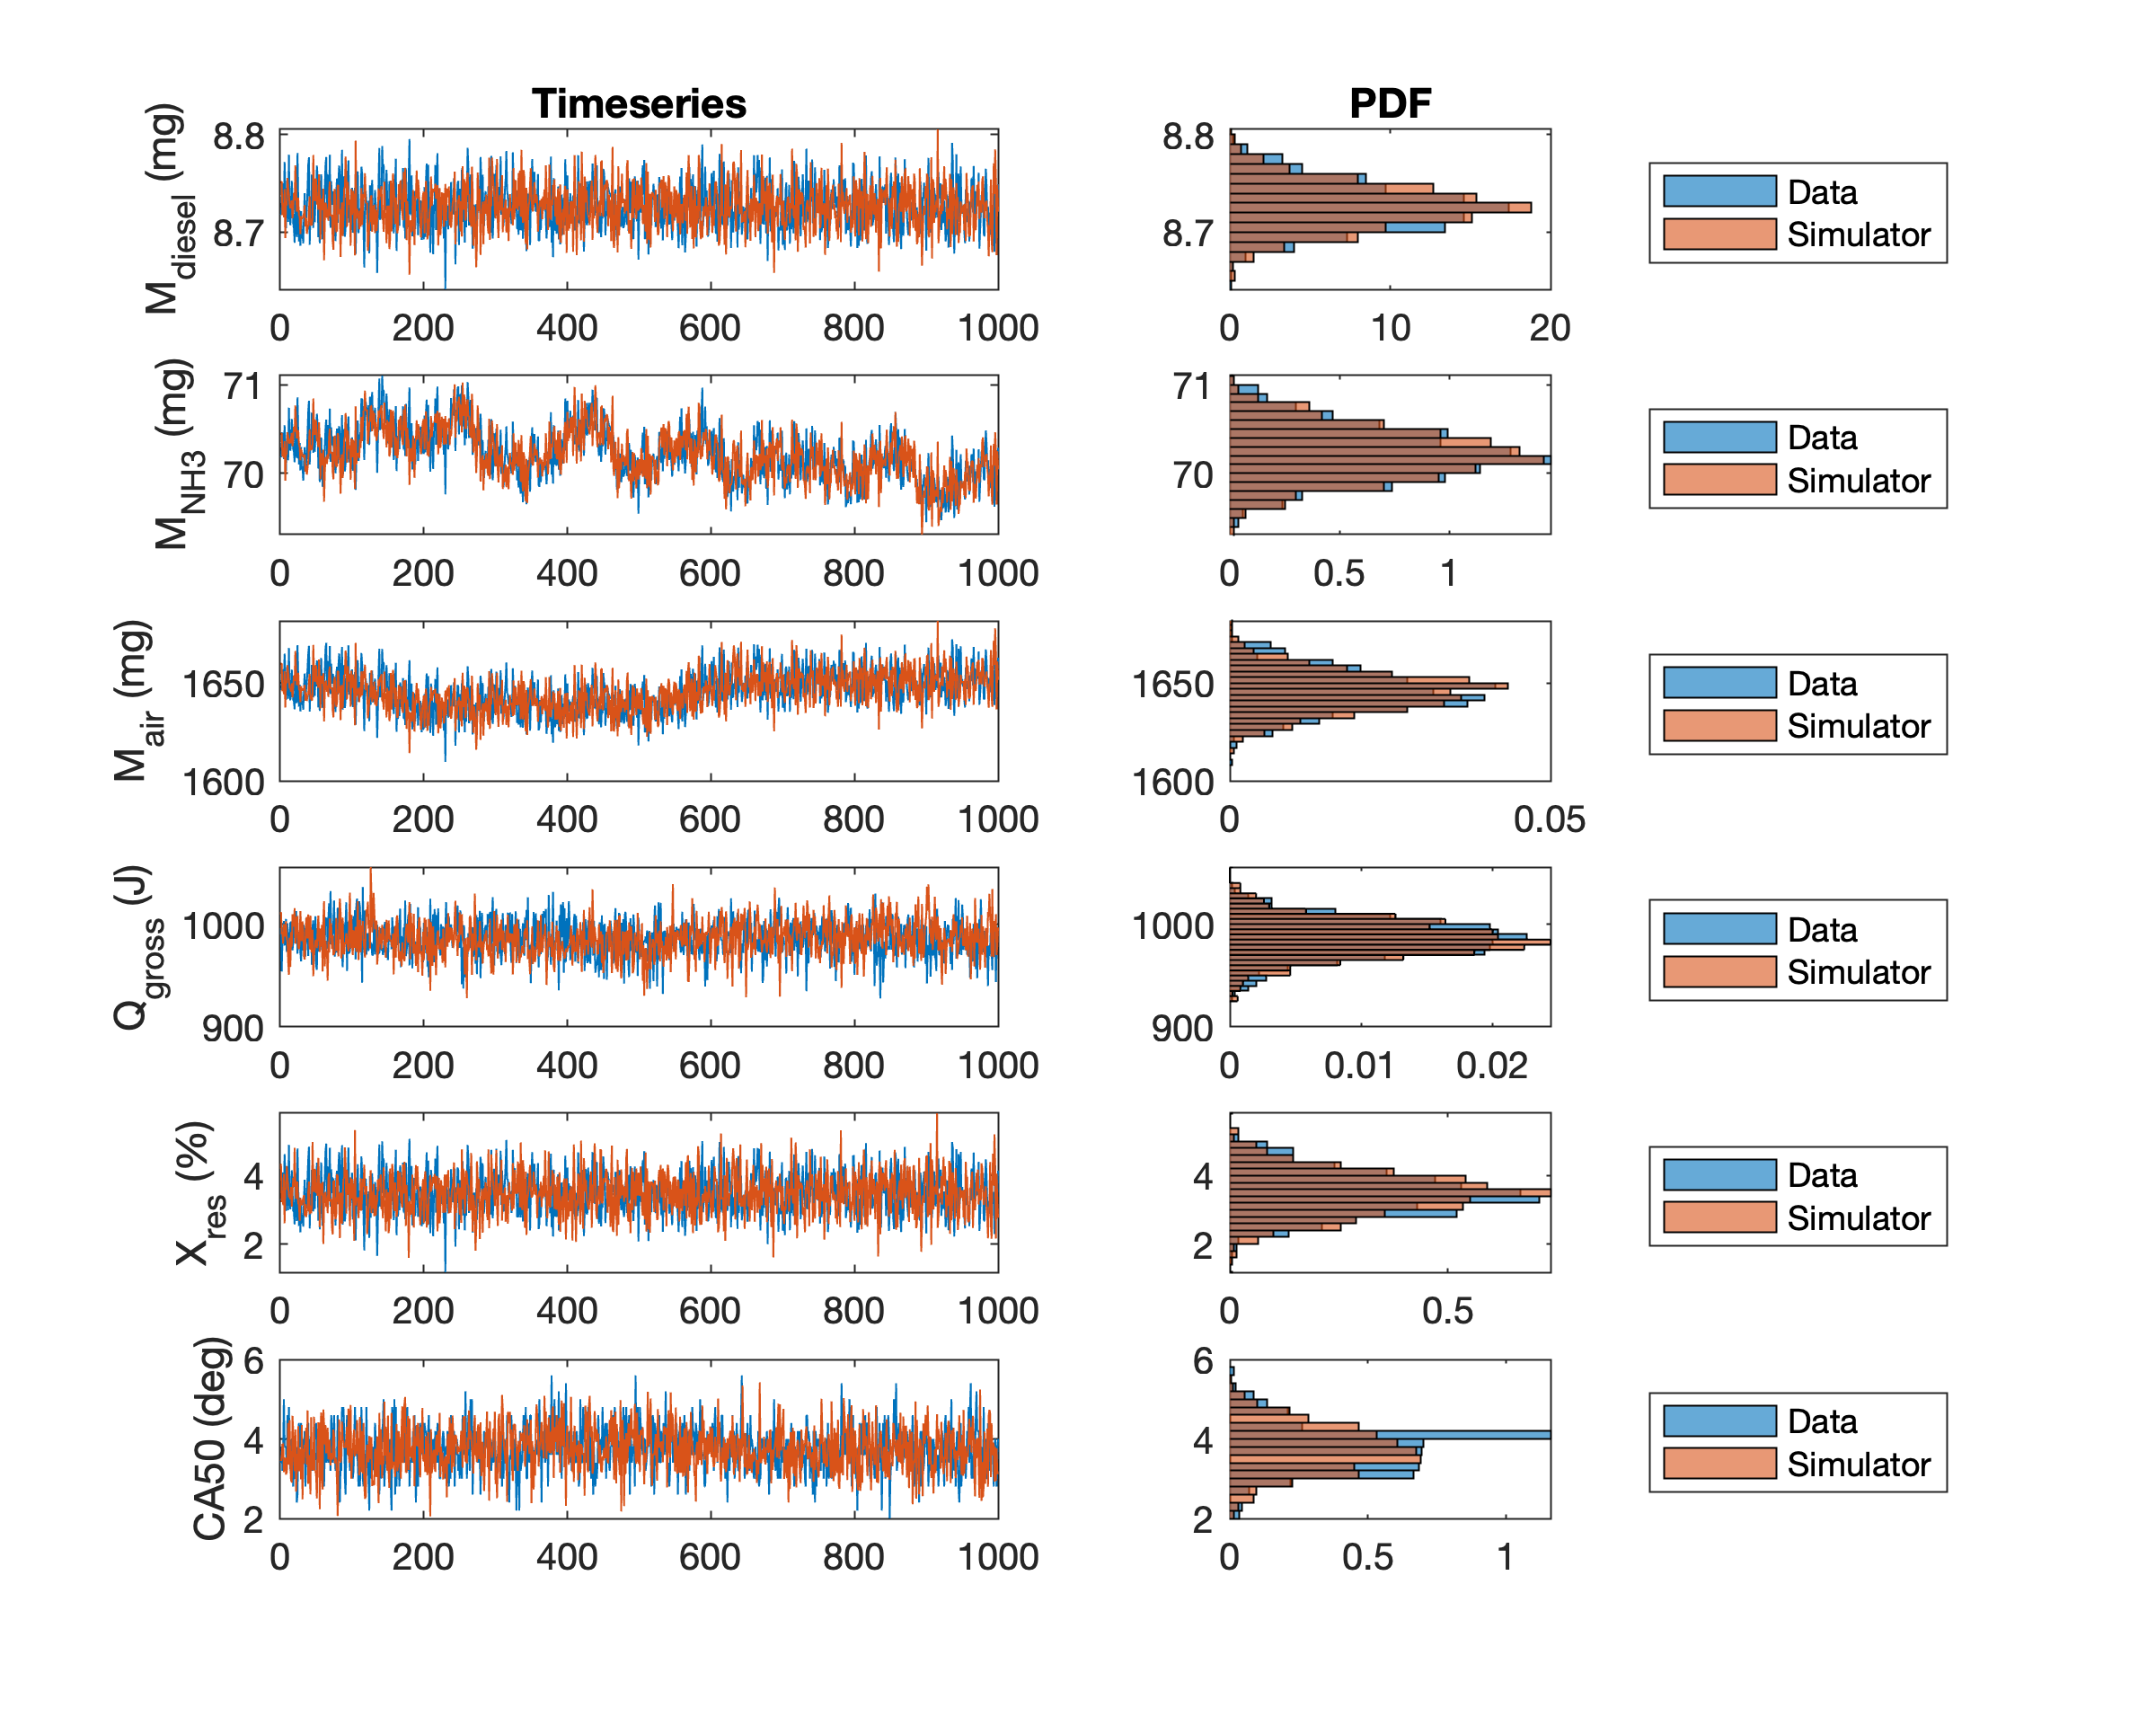 Timeseries PDF
M_diesel (mg)
8.8
8.7
0 200 400 600 800 1000
8.8
8.7
0 10 20
Data
Simulator
M_NH3 (mg)
71
70
0 200 400 600 800 1000
71
70
0 0.5 1
Data
Simulator
M_air (mg)
1650
1600
0 200 400 600 800 1000
1650
1600
0 0.05
Data
Simulator
Q_gross (J)
1000
900
0 200 400 600 800 1000
1000
900
0 0.01 0.02
Data
Simulator
X_res (%)
4
2
0 200 400 600 800 1000
4
2
0 0.5
Data
Simulator
CA50 (deg)
6
4
2
0 200 400 600 800 1000
6
4
2
0 0.5 1
Data
Simulator